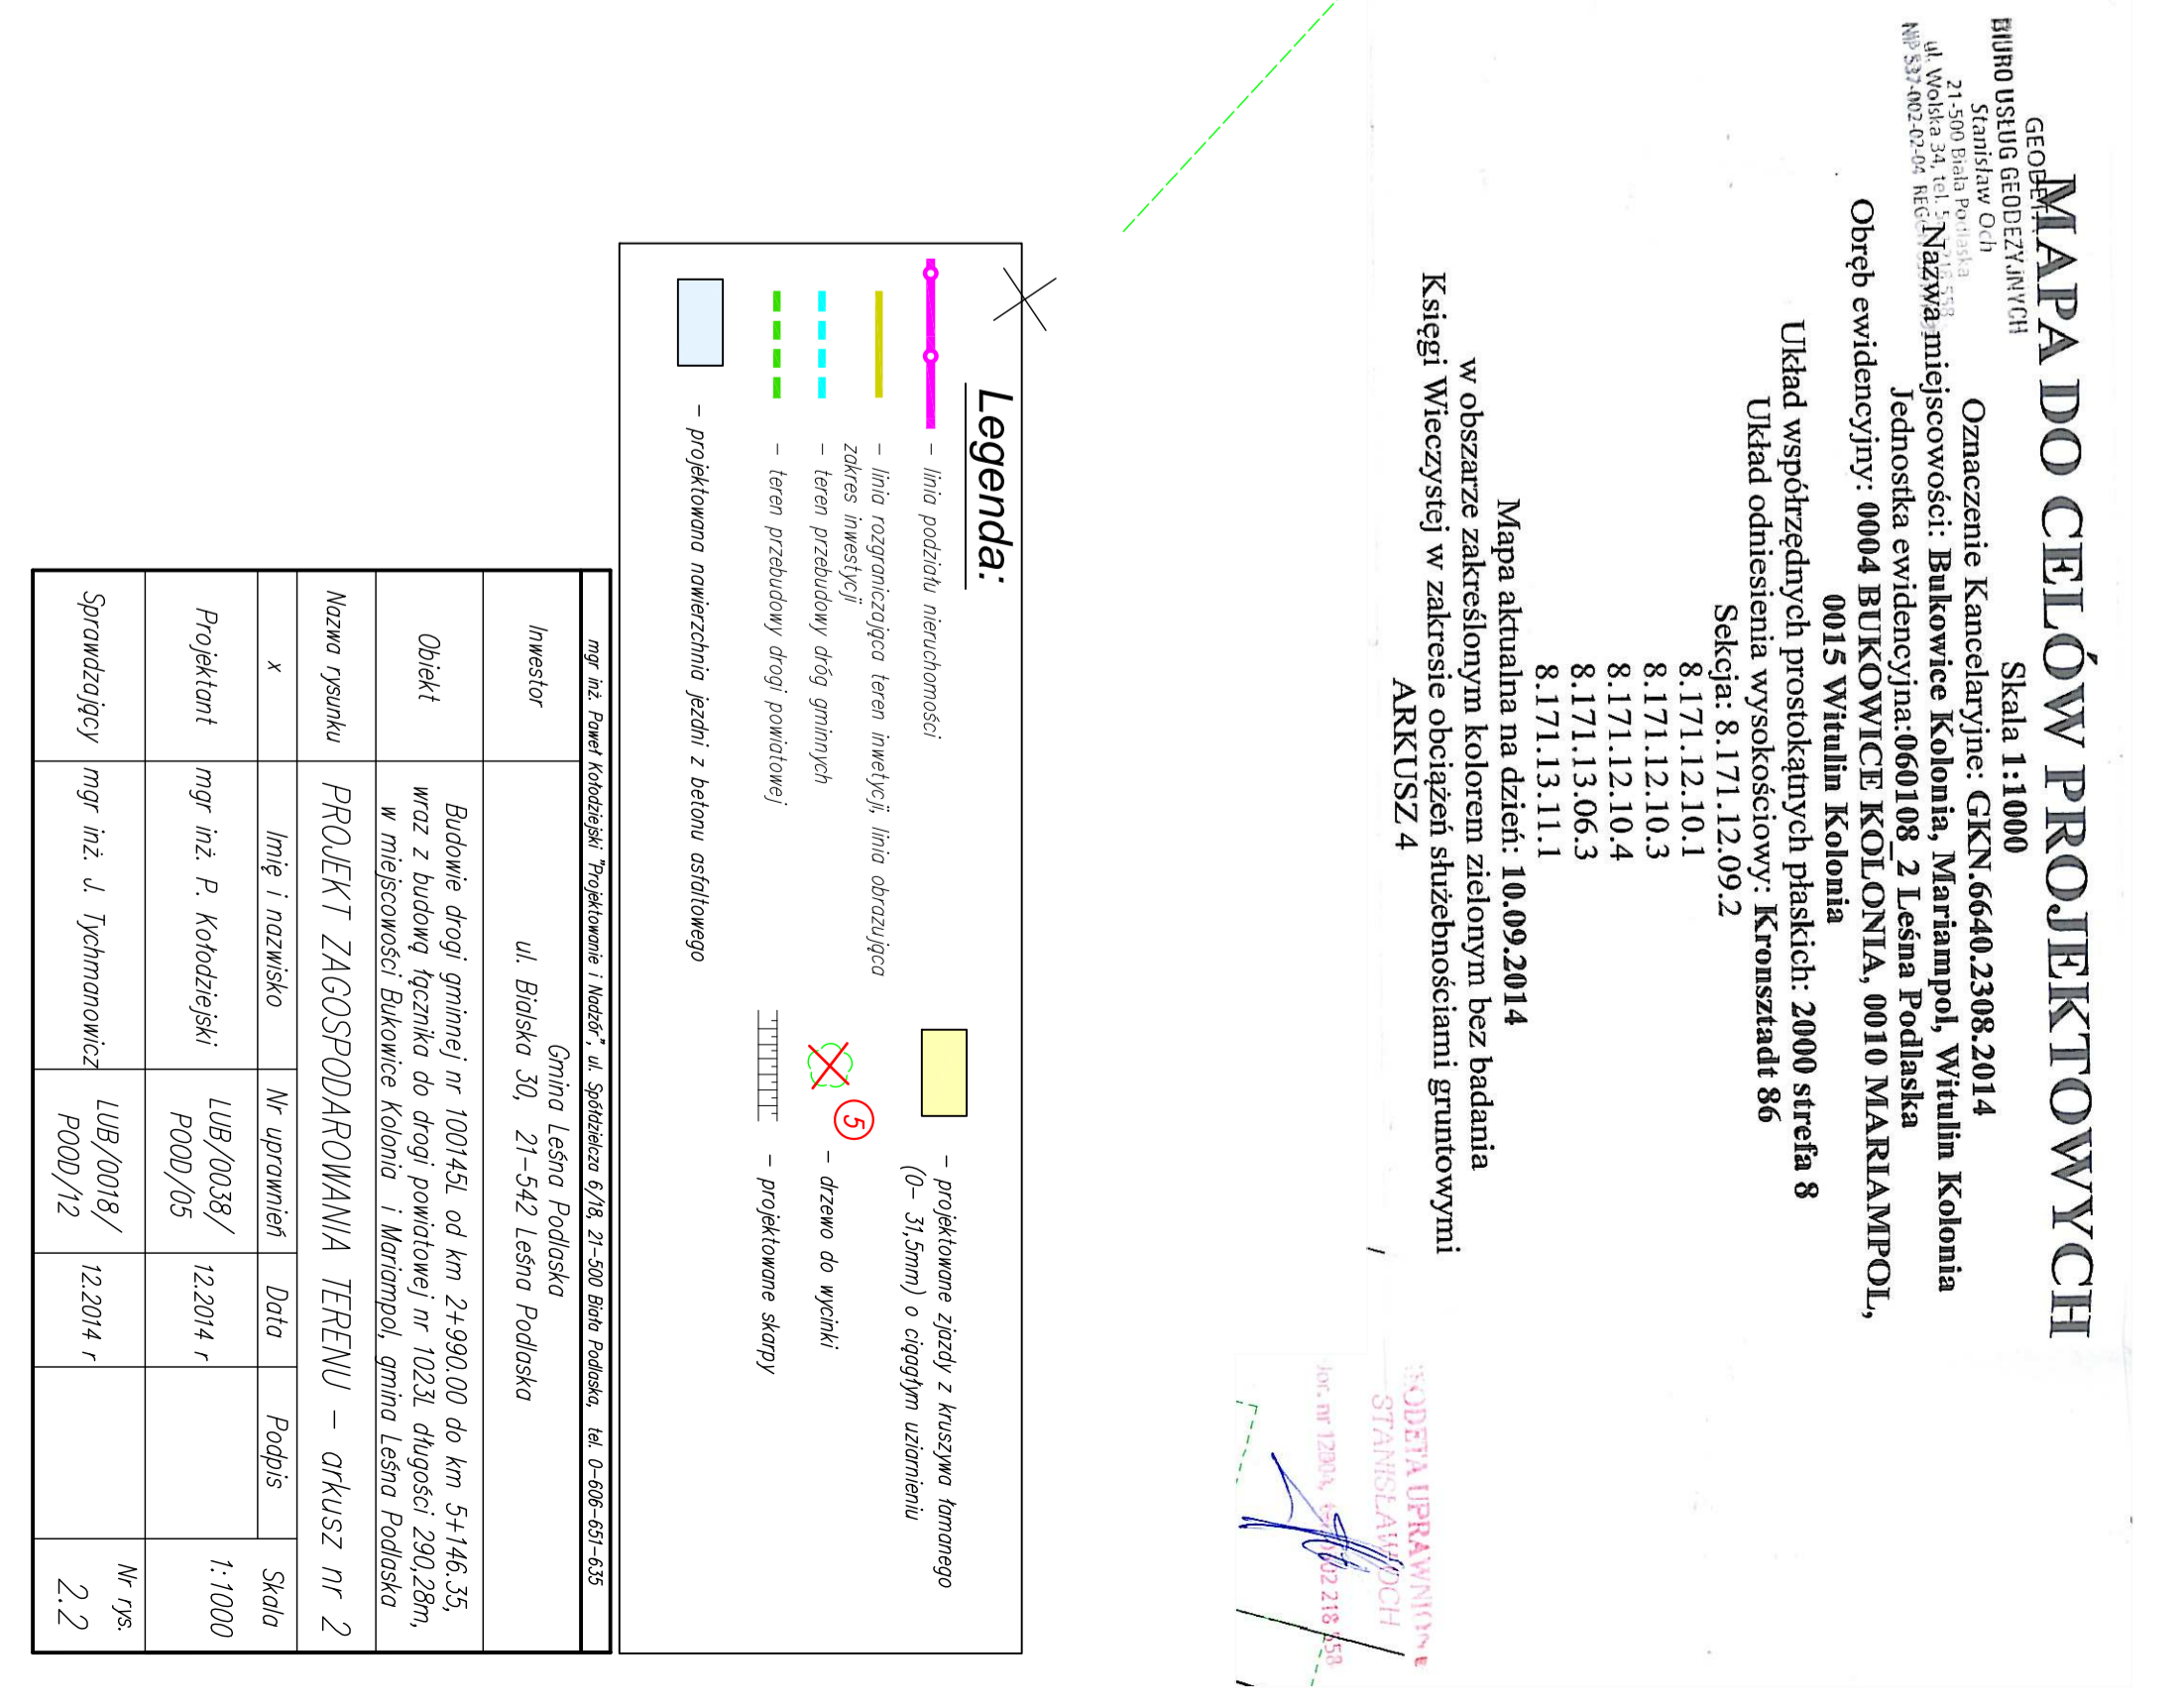 MAPA DO CELÓW PROJEKTOWYCH
Skala 1:1000
Oznaczenie Kancelaryjne: GKN.6640.2308.2014
Nazwa miejscowości: Bukowice Kolonia, Mariampol, Witulin Kolonia
Jednostka ewidencyjna:060108_2 Leśna Podlaska
Obręb ewidencyjny: 0004 BUKOWICE KOLONIA, 0010 MARIAMPOL,
0015 Witulin Kolonia
Układ współrzędnych prostokątnych płaskich: 2000 strefa 8
Układ odniesienia wysokościowy: Kronsztadt 86
Sekcja: 8.171.12.09.2
8.171.12.10.1
8.171.12.10.3
8.171.12.10.4
8.171.13.06.3
8.171.13.11.1
Mapa aktualna na dzień: 10.09.2014
w obszarze zakreślonym kolorem zielonym bez badania
Księgi Wieczystej w zakresie obciążeń służebnościami gruntowymi
ARKUSZ 4
BIURO USŁUG GEODEZYJNYCH
Stanisław Och
21-500 Biała Podlaska
ul. Wolska 34, tel.
NIP 537-002-02-04
UPRAWNIONY
STANISŁAW OCH
Legenda:
– linia podziału nieruchomości
– linia rozgraniczająca teren inwetycji, linia obrazująca
zakres inwestycji
– teren przebudowy dróg gminnych
– teren przebudowy drogi powiatowej
– projektowana nawierzchnia jezdni z betonu asfaltowego
– projektowane zjazdy z kruszywa łamanego
(0– 31,5mm) o ciągągłym uziarnieniu
5
– drzewo do wycinki
– projektowane skarpy
mgr inż. Paweł Kołodziejski "Projektowanie i Nadzór", ul. Spółdzielcza 6/18, 21–500 Biała Podlaska, tel. 0–606–651–635
Inwestor
Gmina Leśna Podlaska
ul. Bialska 30, 21–542 Leśna Podlaska
Obiekt
Budowie drogi gminnej nr 100145L od km 2+990.00 do km 5+146.35,
wraz z budową łącznika do drogi powiatowej nr 1023L długości 290,28m,
w miejscowości Bukowice Kolonia i Mariampol, gmina Leśna Podlaska
Nazwa rysunku
PROJEKT ZAGOSPODAROWANIA TERENU – arkusz nr 2
x
Imię i nazwisko
Nr uprawnień
Data
Podpis
Skala
Projektant
mgr inż. P. Kołodziejski
LUB/0038/
POOD/05
12.2014 r
1:1000
Sprawdzający
mgr inż. J. Tychmanowicz
LUB/0018/
POOD/12
12.2014 r
Nr rys.
2.2